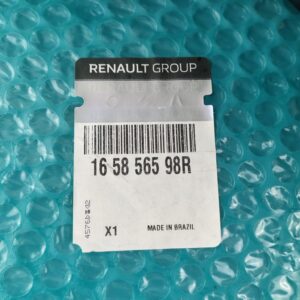 RENAULT GROUP
16 58 565 98R
X1
MADE IN BRAZIL